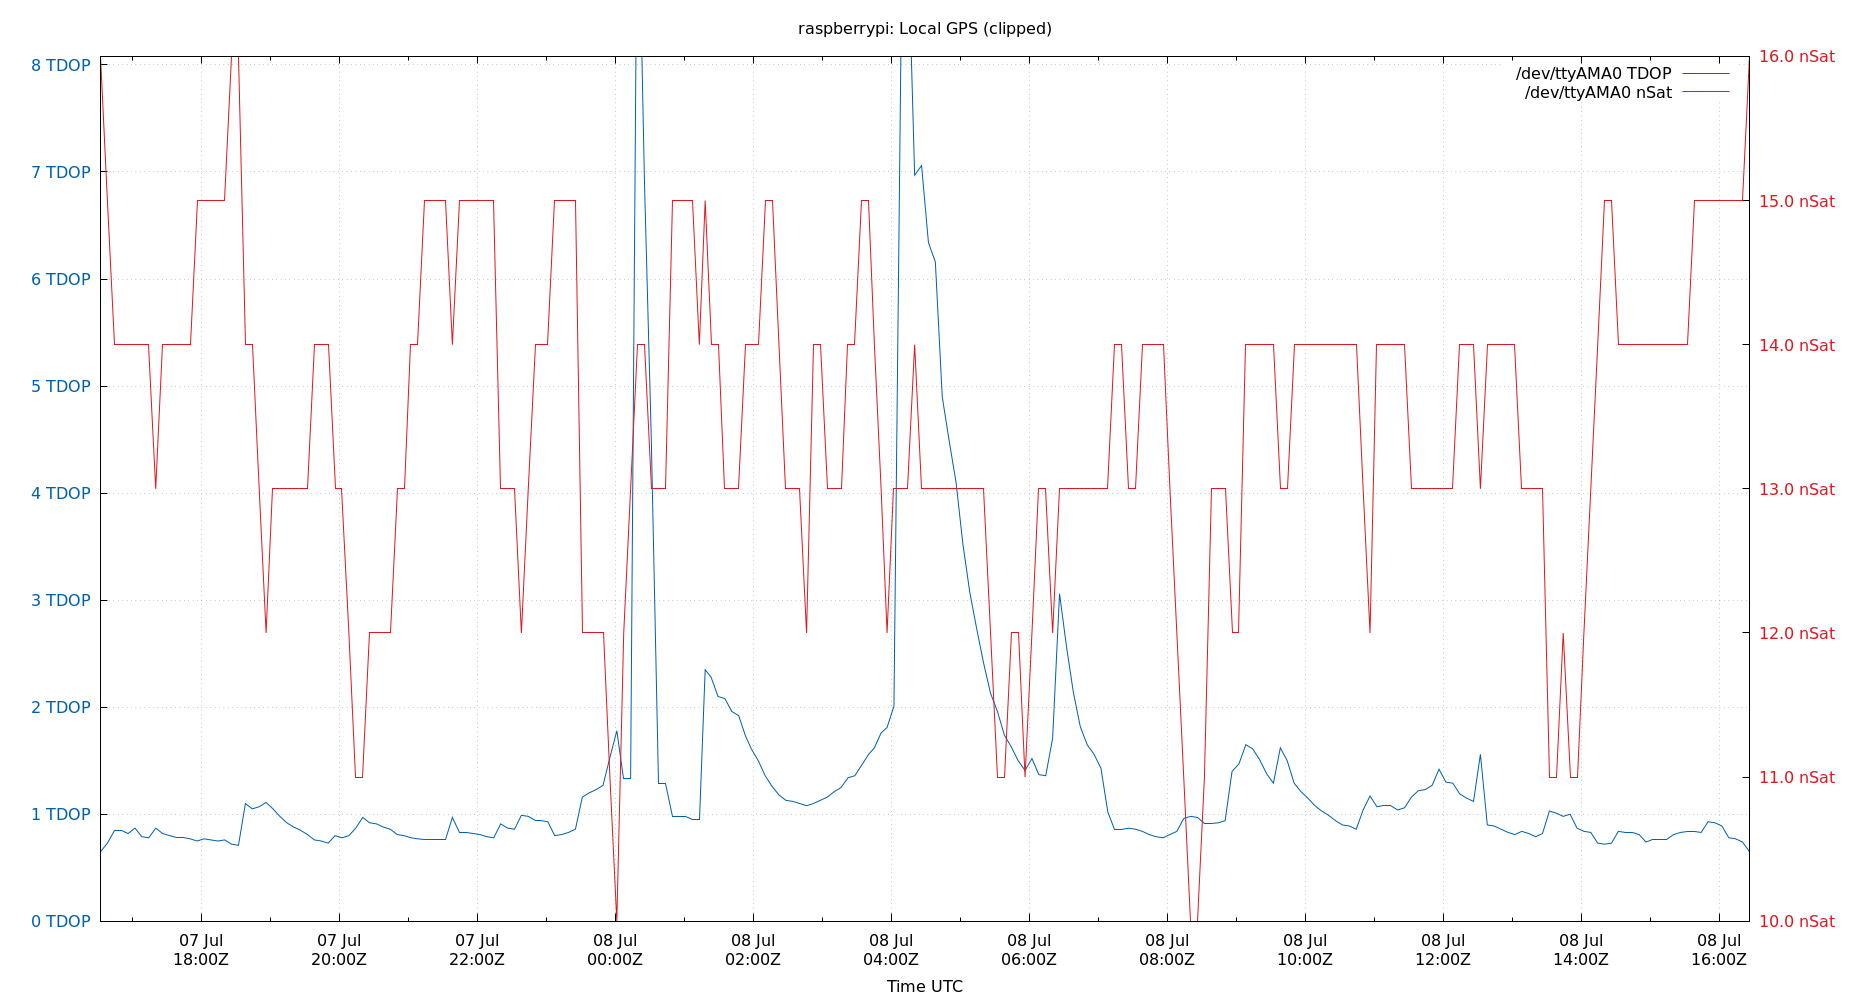 raspberrypi: Local GPS (clipped)
8 TDOP
7 TDOP
6 TDOP
5 TDOP
4 TDOP
3 TDOP
2 TDOP
1 TDOP
0 TDOP
16.0 nSat
15.0 nSat
14.0 nSat
13.0 nSat
12.0 nSat
11.0 nSat
10.0 nSat
/dev/ttyAMA0 TDOP
/dev/ttyAMA0 nSat
07 Jul
18:00Z
07 Jul
20:00Z
07 Jul
22:00Z
08 Jul
00:00Z
08 Jul
02:00Z
08 Jul
04:00Z
08 Jul
06:00Z
08 Jul
08:00Z
08 Jul
10:00Z
08 Jul
12:00Z
08 Jul
14:00Z
08 Jul
16:00Z
Time UTC